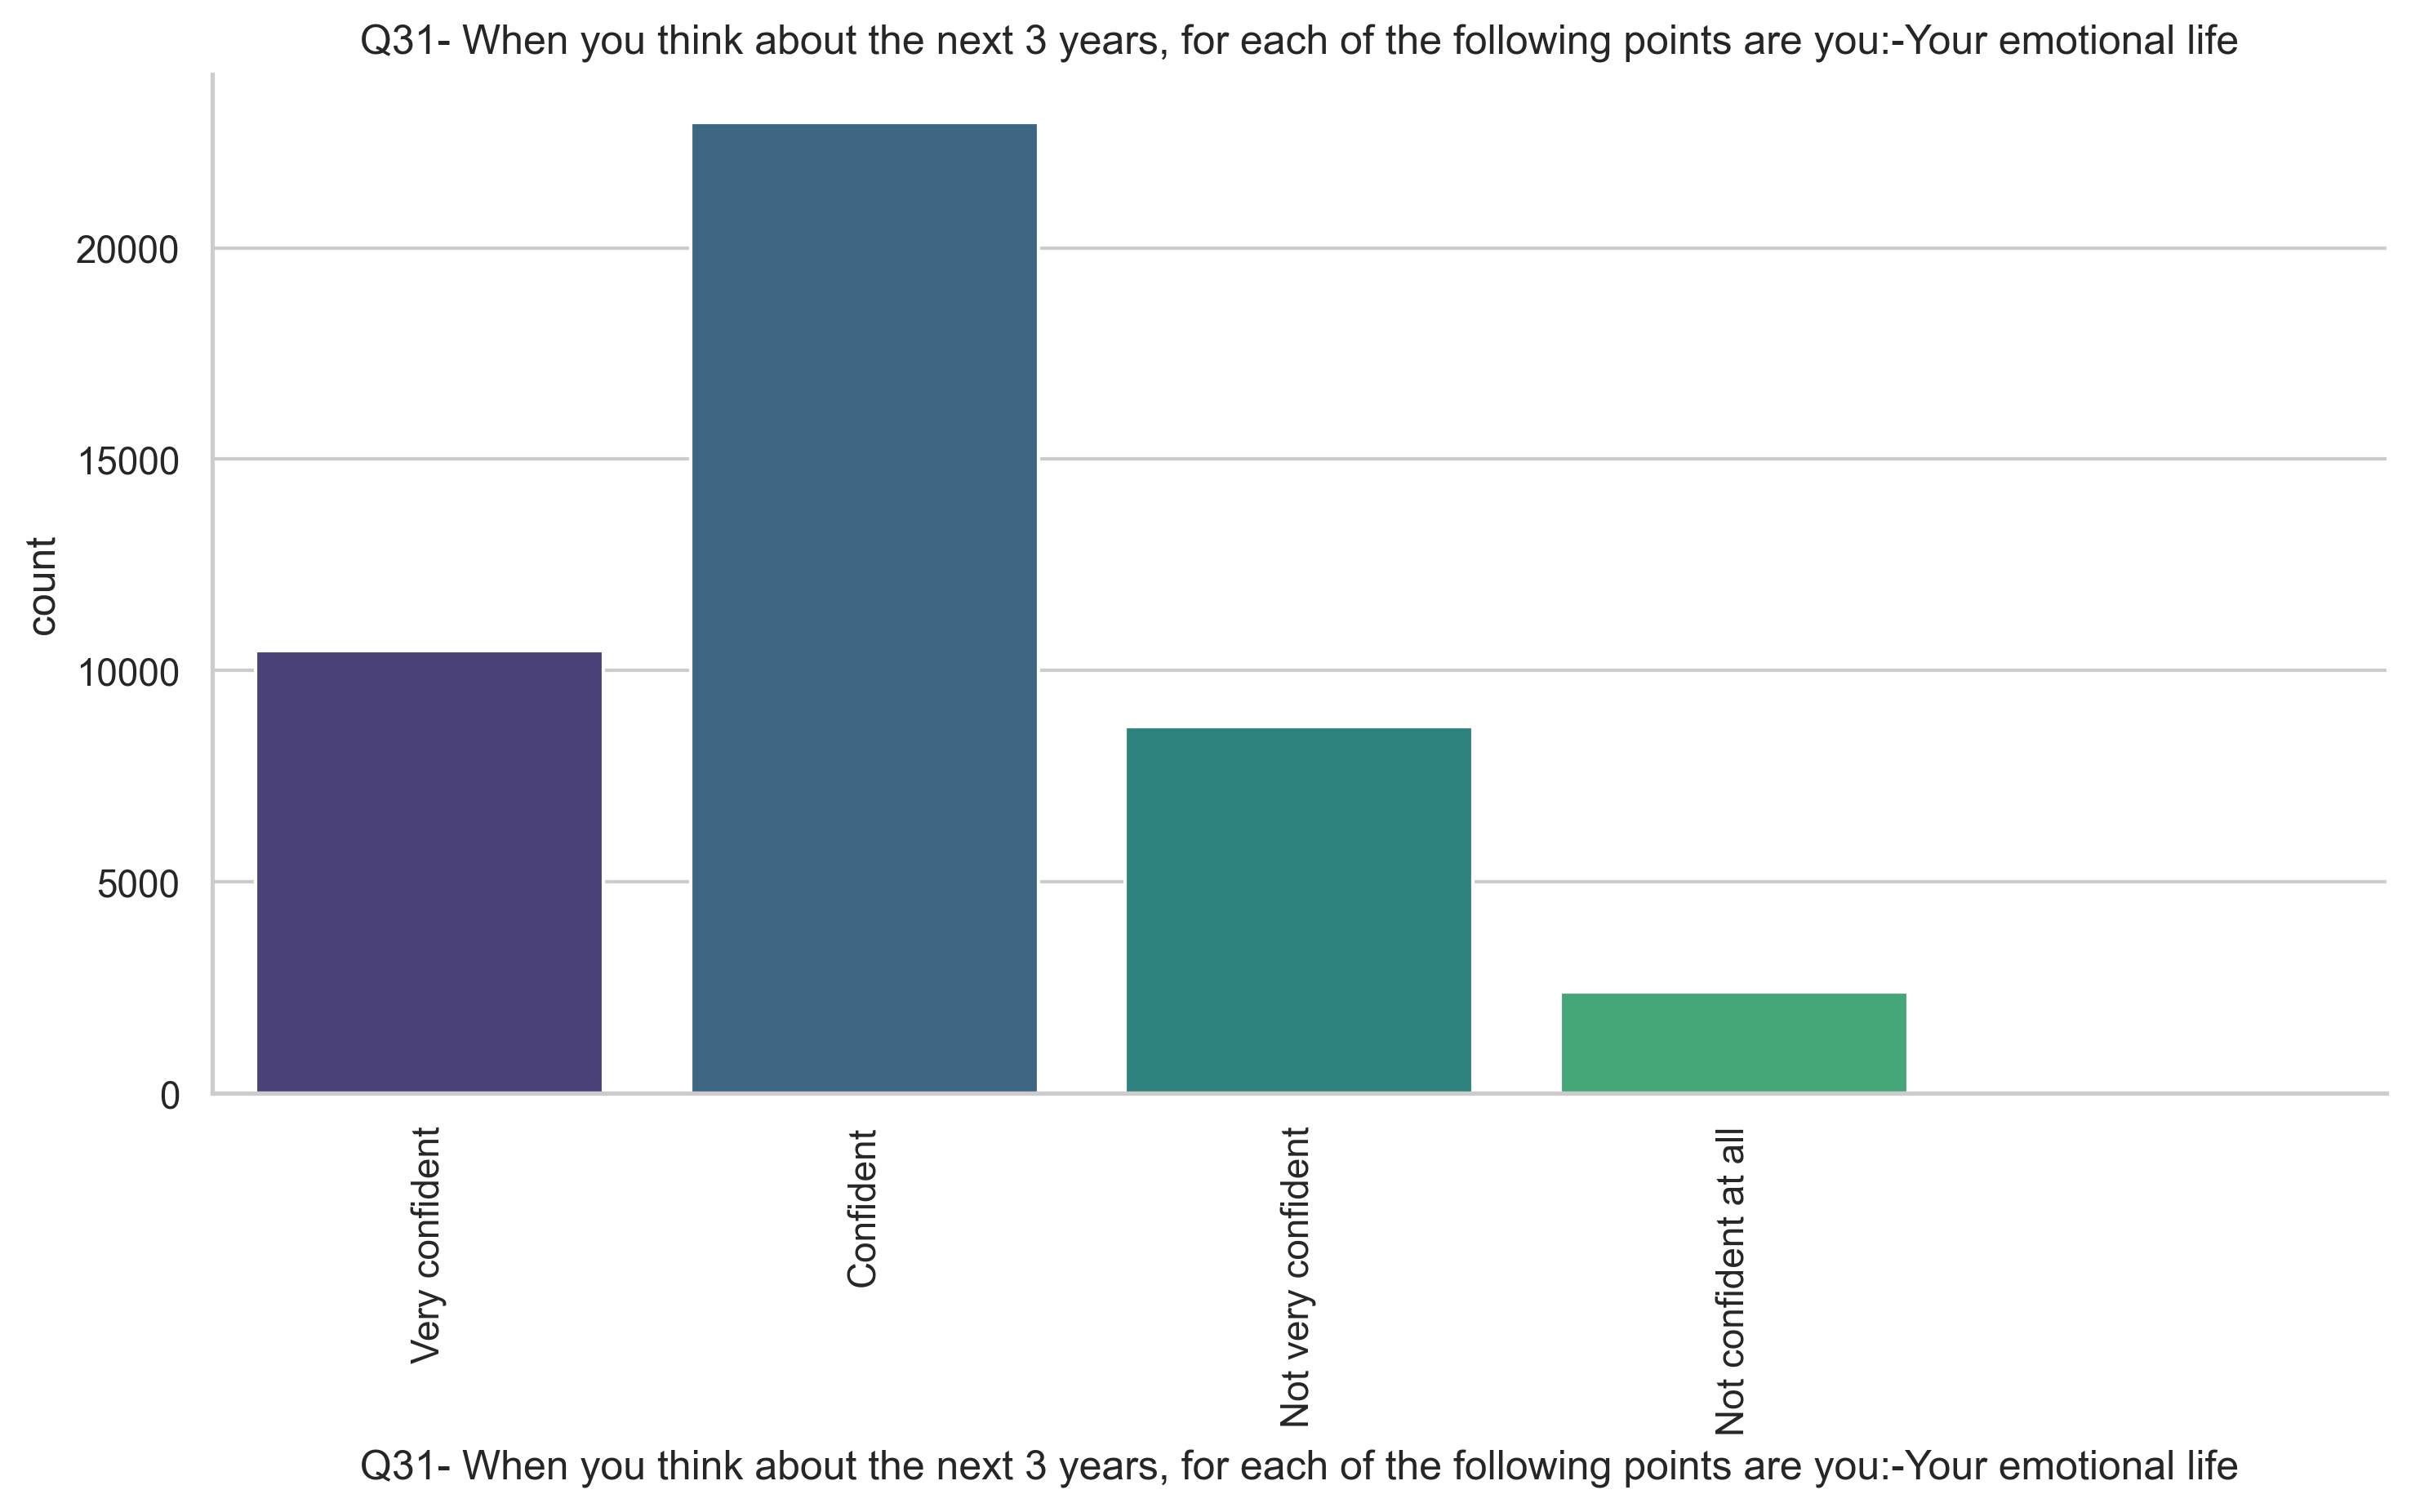 Q31- When you think about the next 3 years, for each of the following points are you:-Your emotional life
count
20000
15000
10000
5000
0
Very confident
Confident
Not very confident
Not confident at all
Q31- When you think about the next 3 years, for each of the following points are you:-Your emotional life